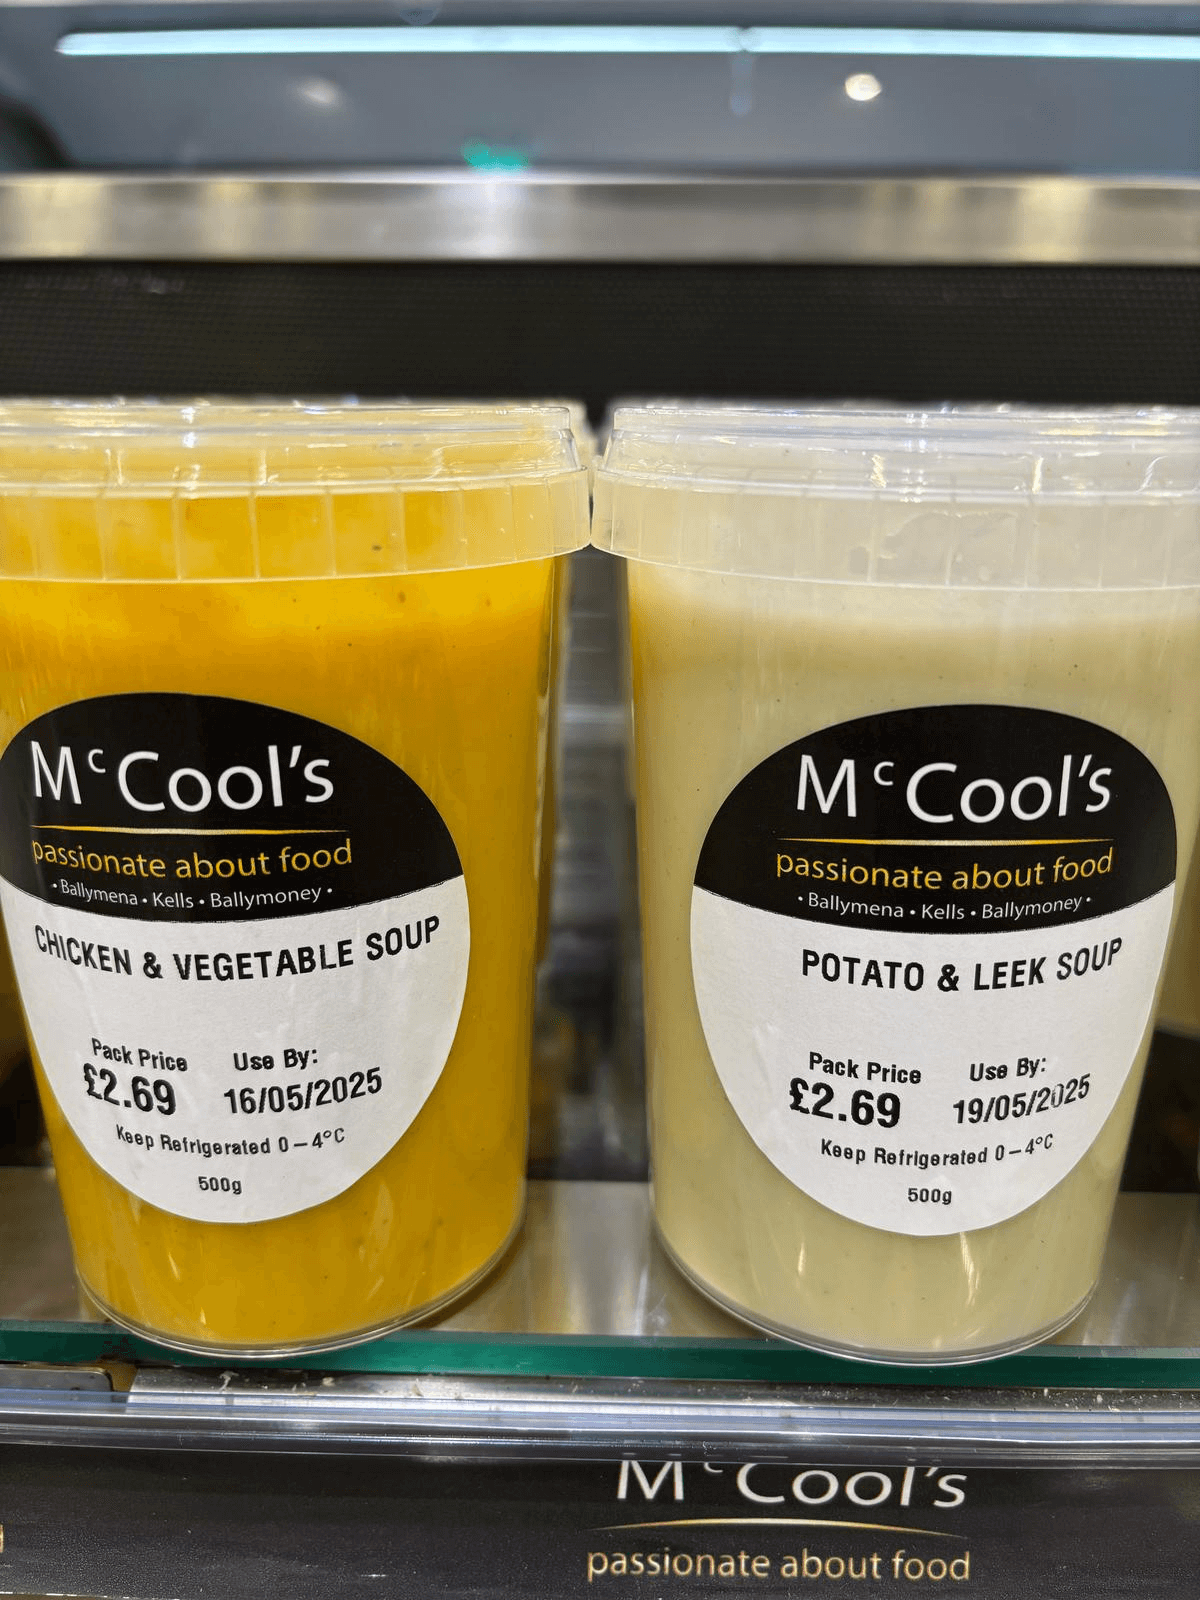 McCool's
passionate about food
• Ballymena • Kells • Ballymoney •
CHICKEN & VEGETABLE SOUP
Pack Price Use By:
£2.69 16/05/2025
Keep Refrigerated 0 – 4°C
500g
McCool's
passionate about food
• Ballymena • Kells • Ballymoney •
POTATO & LEEK SOUP
Pack Price Use By:
£2.69 19/05/2025
Keep Refrigerated 0 – 4°C
500g
McCool's
passionate about food